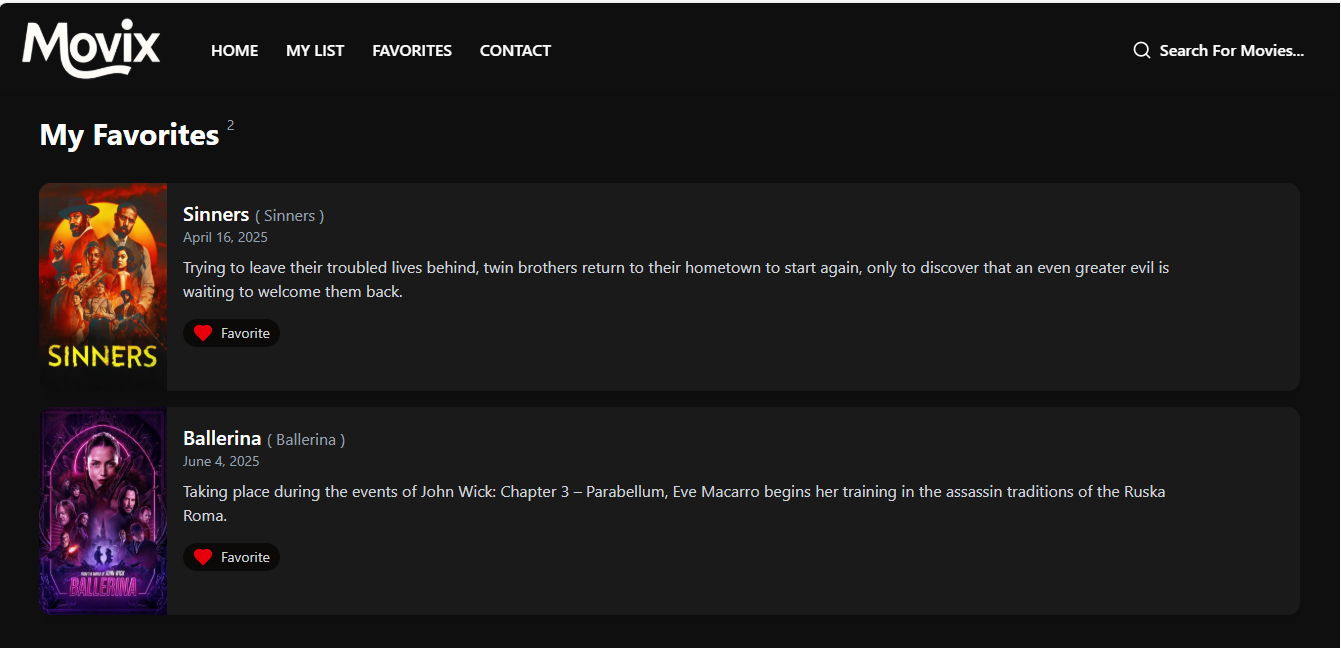 Movix
HOME MY LIST FAVORITES CONTACT Search For Movies...
My Favorites 2
SINNERS
Sinners ( Sinners )
April 16, 2025
Trying to leave their troubled lives behind, twin brothers return to their hometown to start again, only to discover that an even greater evil is
waiting to welcome them back.
Favorite
FROM THE WORLD OF JOHN WICK
BALLERINA
Ballerina ( Ballerina )
June 4, 2025
Taking place during the events of John Wick: Chapter 3 – Parabellum, Eve Macarro begins her training in the assassin traditions of the Ruska
Roma.
Favorite